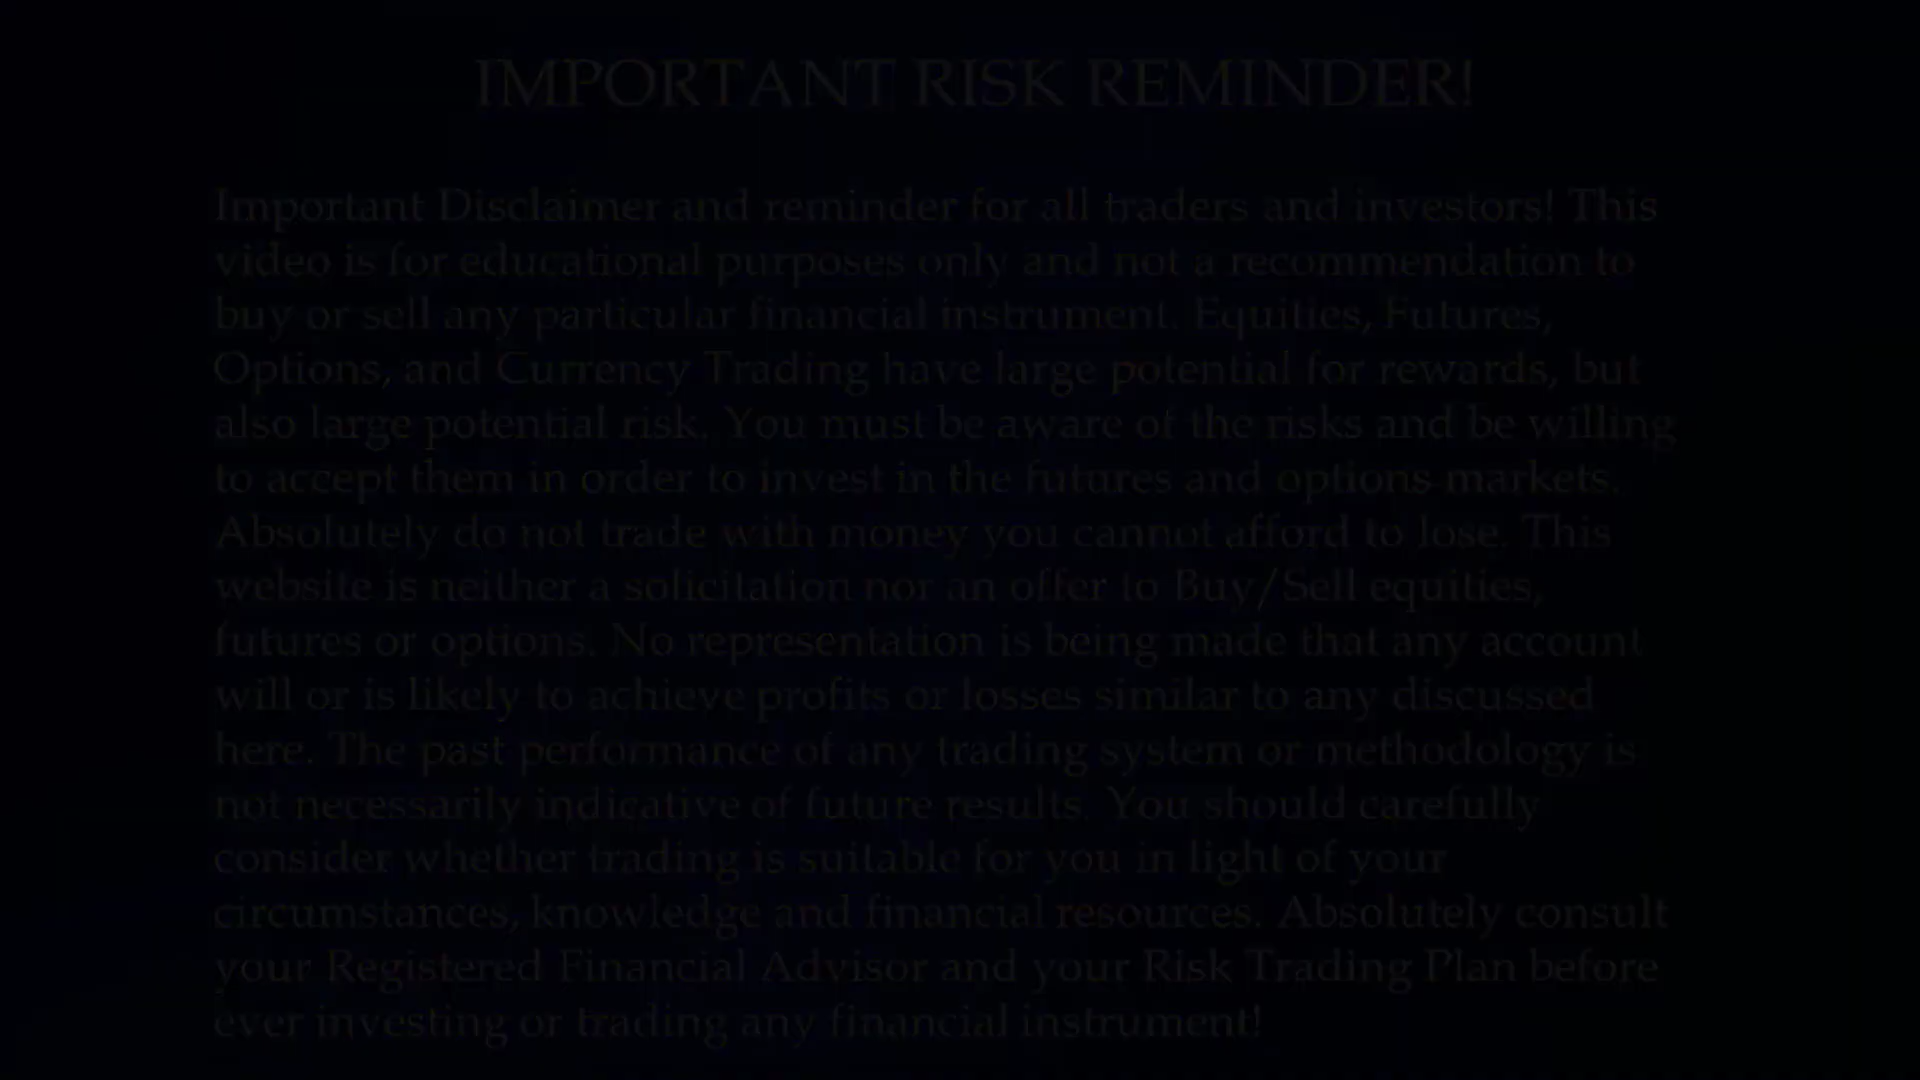 IMPORTANT RISK REMINDER!
Important Disclaimer and reminder for all traders and investors! This
video is for educational purposes only and not a recommendation to
buy or sell any particular financial instrument. Equities, Futures,
Options, and Currency Trading have large potential for rewards, but
also large potential risk. You must be aware of the risks and be willing
to accept them in order to invest in the futures and options markets.
Absolutely do not trade with money you cannot afford to lose. This
website is neither a solicitation nor an offer to Buy/Sell equities,
futures or options. No representation is being made that any account
will or is likely to achieve profits or losses similar to any discussed
here. The past performance of any trading system or methodology is
not necessarily indicative of future results. You should carefully
consider whether trading is suitable for you in light of your
circumstances, knowledge and financial resources. Absolutely consult
your Registered Financial Advisor and your Risk Trading Plan before
ever investing or trading any financial instrument!